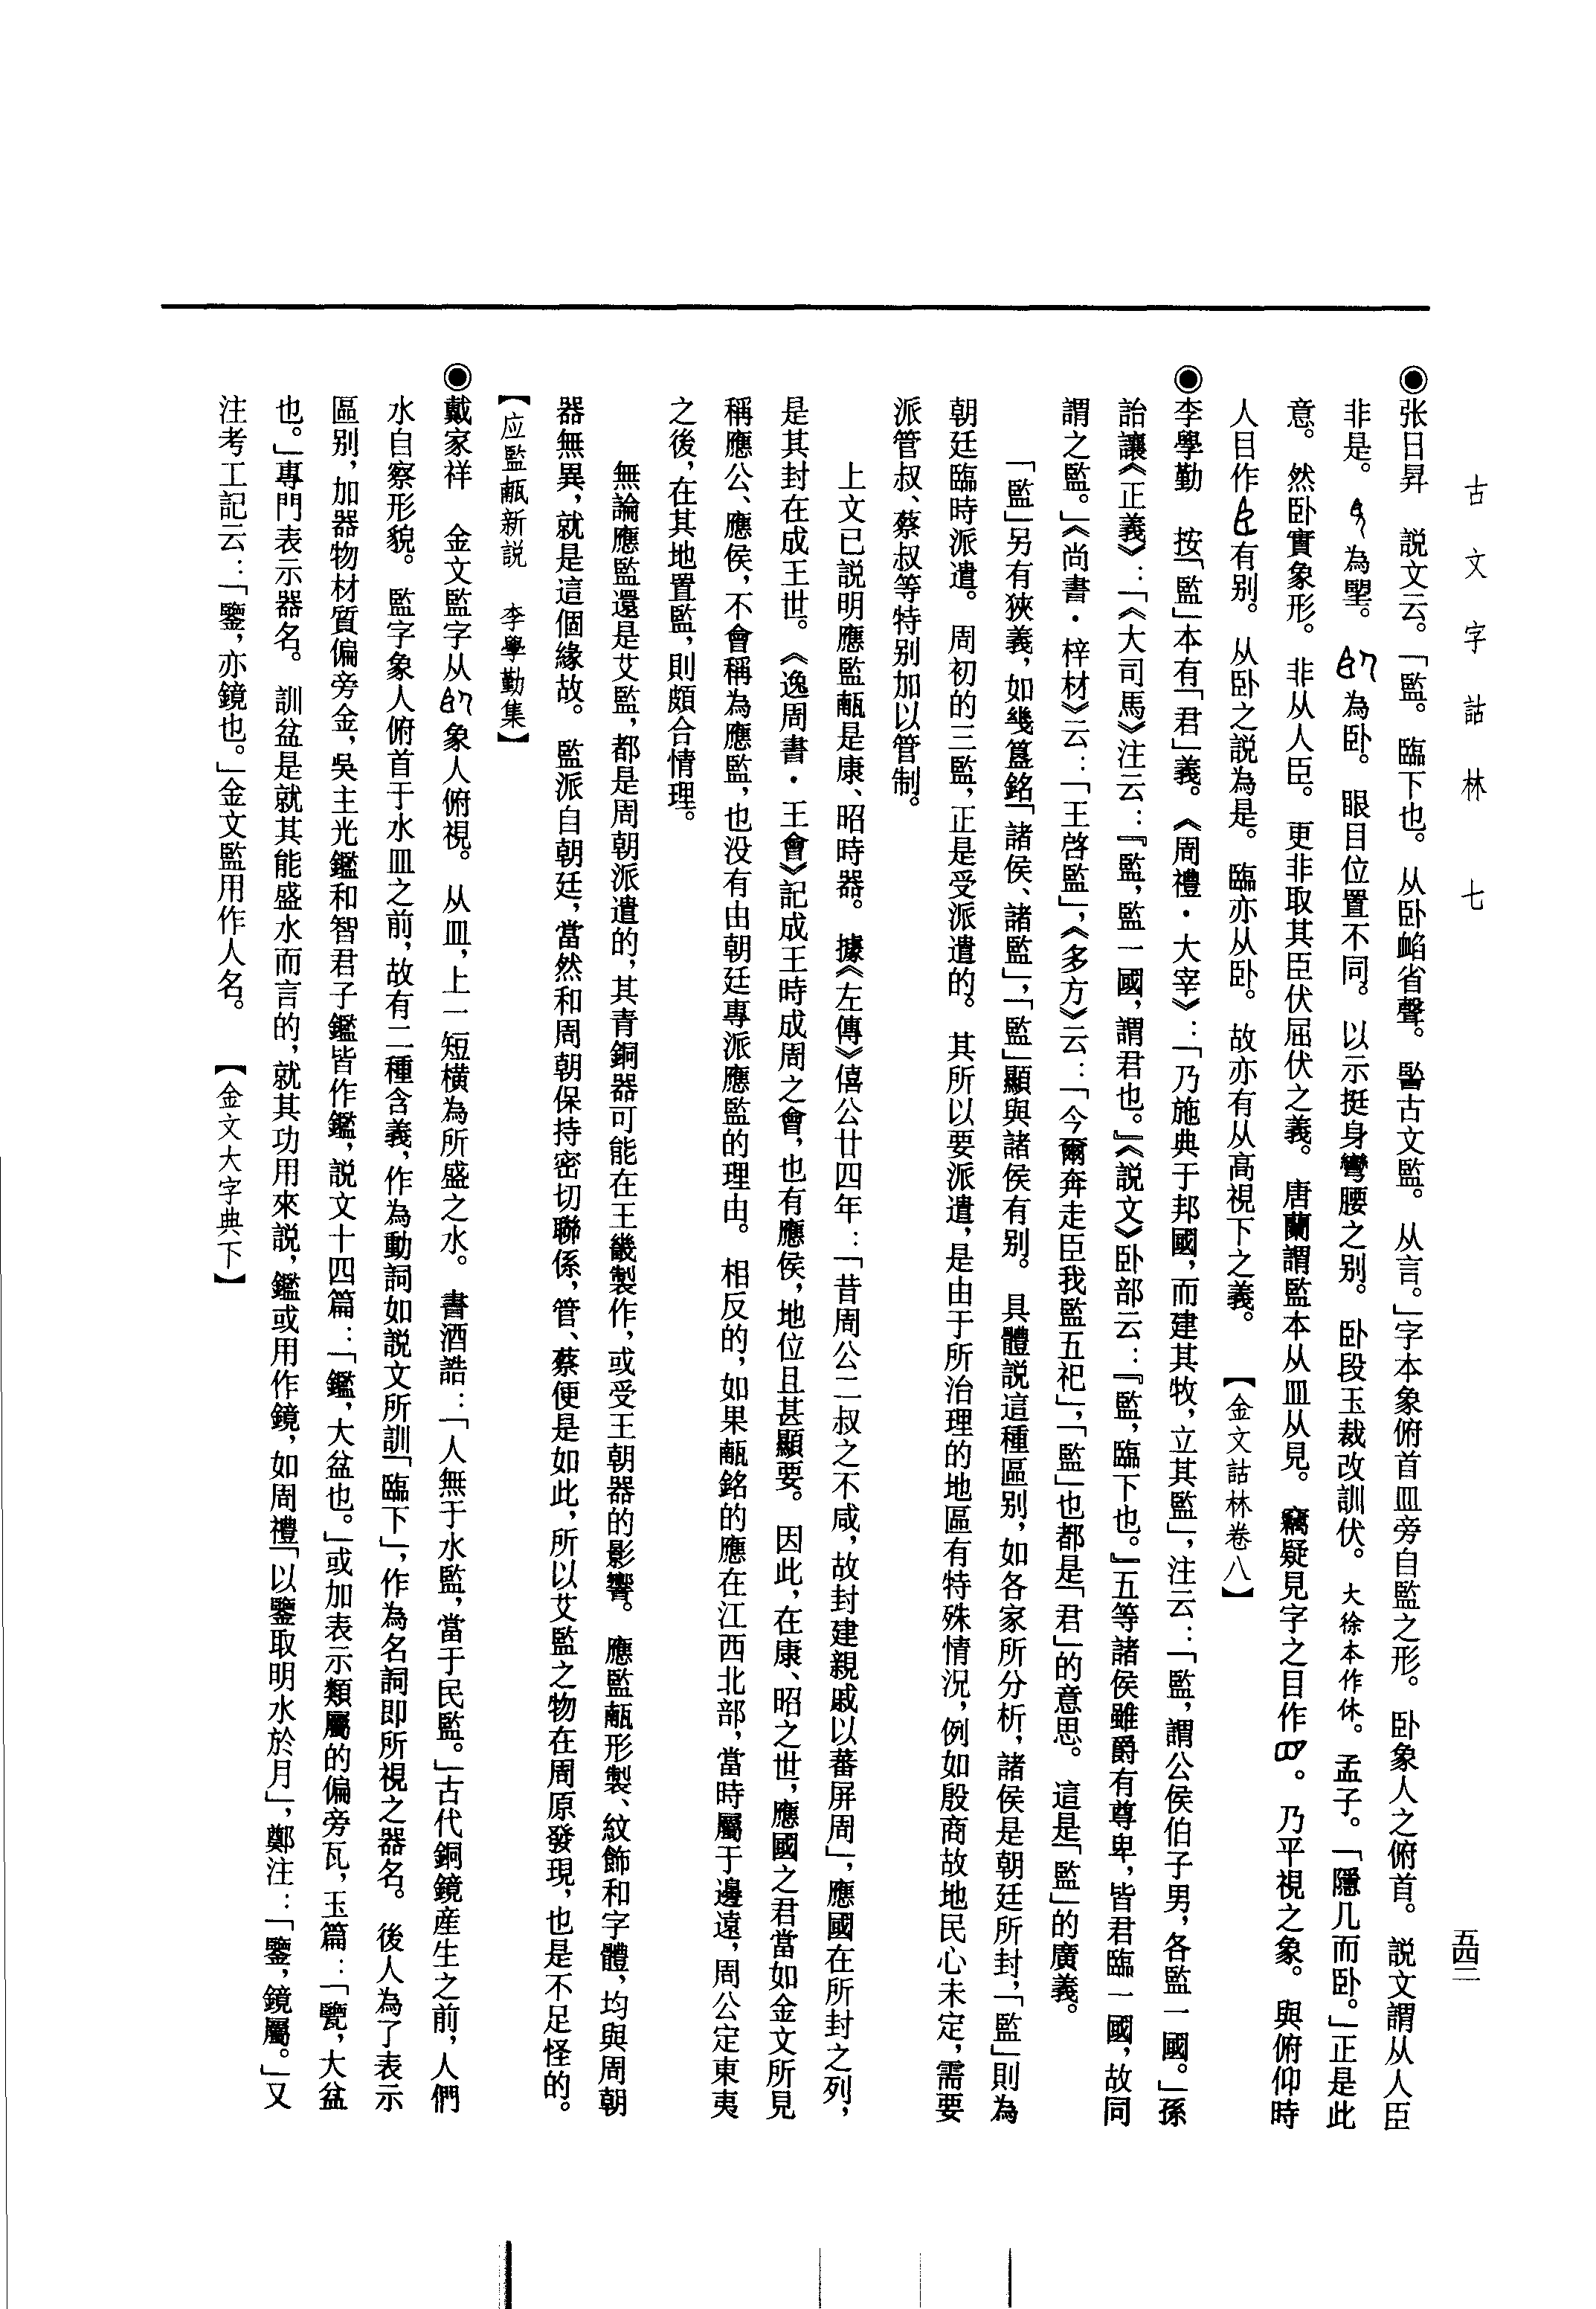 古文字詁林 七
五四二
◉张日昇 説文云。「監。臨下也。从卧䘓省聲。𧫣古文監。从言。」字本象俯首皿旁自監之形。卧象人之俯首。説文謂从人臣
非是。為朢。為卧。眼目位置不同。以示挺身彎腰之别。卧段玉裁改訓伏。大徐本作休。孟子。「隱几而卧。」正是此
意。然卧實象形。非从人臣。更非取其臣伏屈伏之義。唐蘭謂監本从皿从見。竊疑見字之目作。乃平視之象。與俯仰時
人目作有别。从卧之説為是。臨亦从卧。故亦有从高視下之義。【金文詁林卷八】
◉李學勤 按「監」本有「君」義。《周禮·大宰》:「乃施典于邦國,而建其牧,立其監」,注云:「監,謂公侯伯子男,各監一國。」孫
詒讓《正義》:「《大司馬》注云:『監,監一國,謂君也。』《説文》卧部云:『監,臨下也。』五等諸侯雖爵有尊卑,皆君臨一國,故同
謂之監。」《尚書·梓材》云:「王啓監」,《多方》云:「今爾奔走臣我監五祀」,「監」也都是「君」的意思。這是「監」的廣義。
「監」另有狹義,如㡬簋銘「諸侯、諸監」,「監」顯與諸侯有别。具體説這種區别,如各家所分析,諸侯是朝廷所封,「監」則為
朝廷臨時派遣。周初的三監,正是受派遣的。其所以要派遣,是由于所治理的地區有特殊情況,例如殷商故地民心未定,需要
派管叔、蔡叔等特别加以管制。
上文已説明應監甗是康、昭時器。據《左傳》僖公廿四年:「昔周公二叔之不咸,故封建親戚以蕃屏周」,應國在所封之列,
是其封在成王世。《逸周書·王會》記成王時成周之會,也有應侯,地位且甚顯要。因此,在康、昭之世,應國之君當如金文所見
稱應公、應侯,不會稱為應監,也没有由朝廷專派應監的理由。相反的,如果甗銘的應在江西北部,當時屬于邊遠,周公定東夷
之後,在其地置監,則頗合情理。
無論應監還是艾監,都是周朝派遣的,其青銅器可能在王畿製作,或受王朝器的影響。應監甗形製、紋飾和字體,均與周朝
器無異,就是這個緣故。監派自朝廷,當然和周朝保持密切聯係,管、蔡便是如此,所以艾監之物在周原發現,也是不足怪的。
【应監甗新説 李學勤集】
◉戴家祥 金文監字从象人俯視。从皿,上一短横為所盛之水。書酒誥:「人無于水監,當于民監。」古代銅鏡産生之前,人們
水自察形貌。監字象人俯首于水皿之前,故有二種含義,作為動詞如説文所訓「臨下」,作為名詞即所視之器名。後人為了表示
區别,加器物材質偏旁金,吳主光鑑和智君子鑑皆作鑑,説文十四篇:「鑑,大盆也。」或加表示類屬的偏旁瓦,玉篇:「㽉,大盆
也。」專門表示器名。訓盆是就其能盛水而言的,就其功用來説,鑑或用作鏡,如周禮「以鑒取明水於月」,鄭注:「鑒,鏡屬。」又
注考工記云:「鑒,亦鏡也。」金文監用作人名。【金文大字典下】